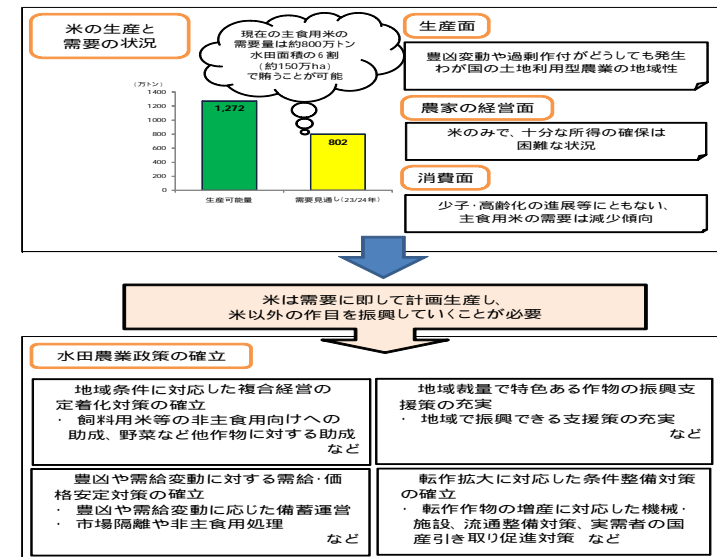 米の生産と
需要の状況
現在の主食用米の
需要量は約800万トン
水田面積の6割
(約150万ha)
で賄うことが可能
(万トン)
1400
1200
1000
800
600
400
200
0
1,272
802
生産可能量
需要見通し(23/24年)
生産面
豊凶変動や過剰作付がどうしても発生
わが国の土地利用型農業の地域性
農家の経営面
米のみで、十分な所得の確保は
困難な状況
消費面
少子・高齢化の進展等にともない、
主食用米の需要は減少傾向
米は需要に即して計画生産し、
米以外の作目を振興していくことが必要
水田農業政策の確立
地域条件に対応した複合経営の
定着化対策の確立
・ 飼料用米等の非主食用向けへの
助成、野菜など他作物に対する助成
など
地域裁量で特色ある作物の振興支
援策の充実
・ 地域で振興できる支援策の充実
など
豊凶や需給変動に対する需給・価
格安定対策の確立
・ 豊凶や需給変動に応じた備蓄運営
・ 市場隔離や非主食用処理
など
転作拡大に対応した条件整備対策
の確立
・ 転作作物の増産に対応した機械・
施設、流通整備対策、実需者の国
産引き取り促進対策 など